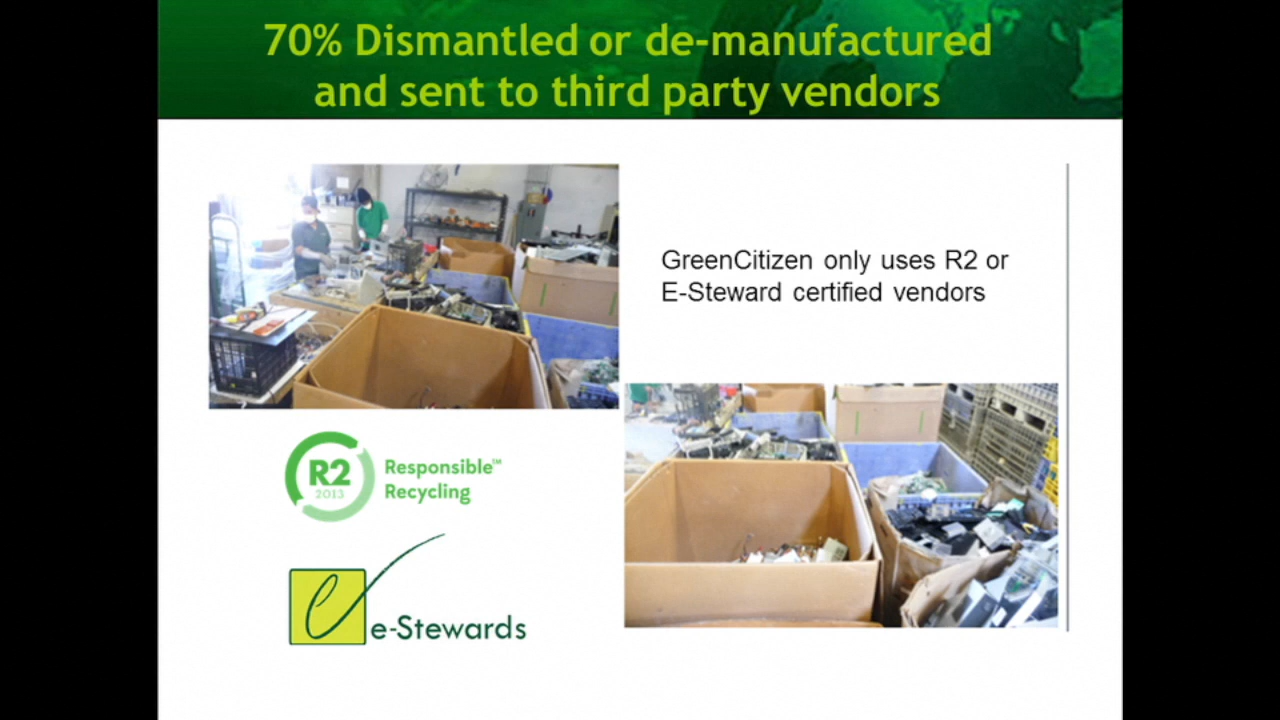 70% Dismantled or de-manufactured
and sent to third party vendors
GreenCitizen only uses R2 or
E-Steward certified vendors
R2
2013
Responsible™
Recycling
e-Stewards